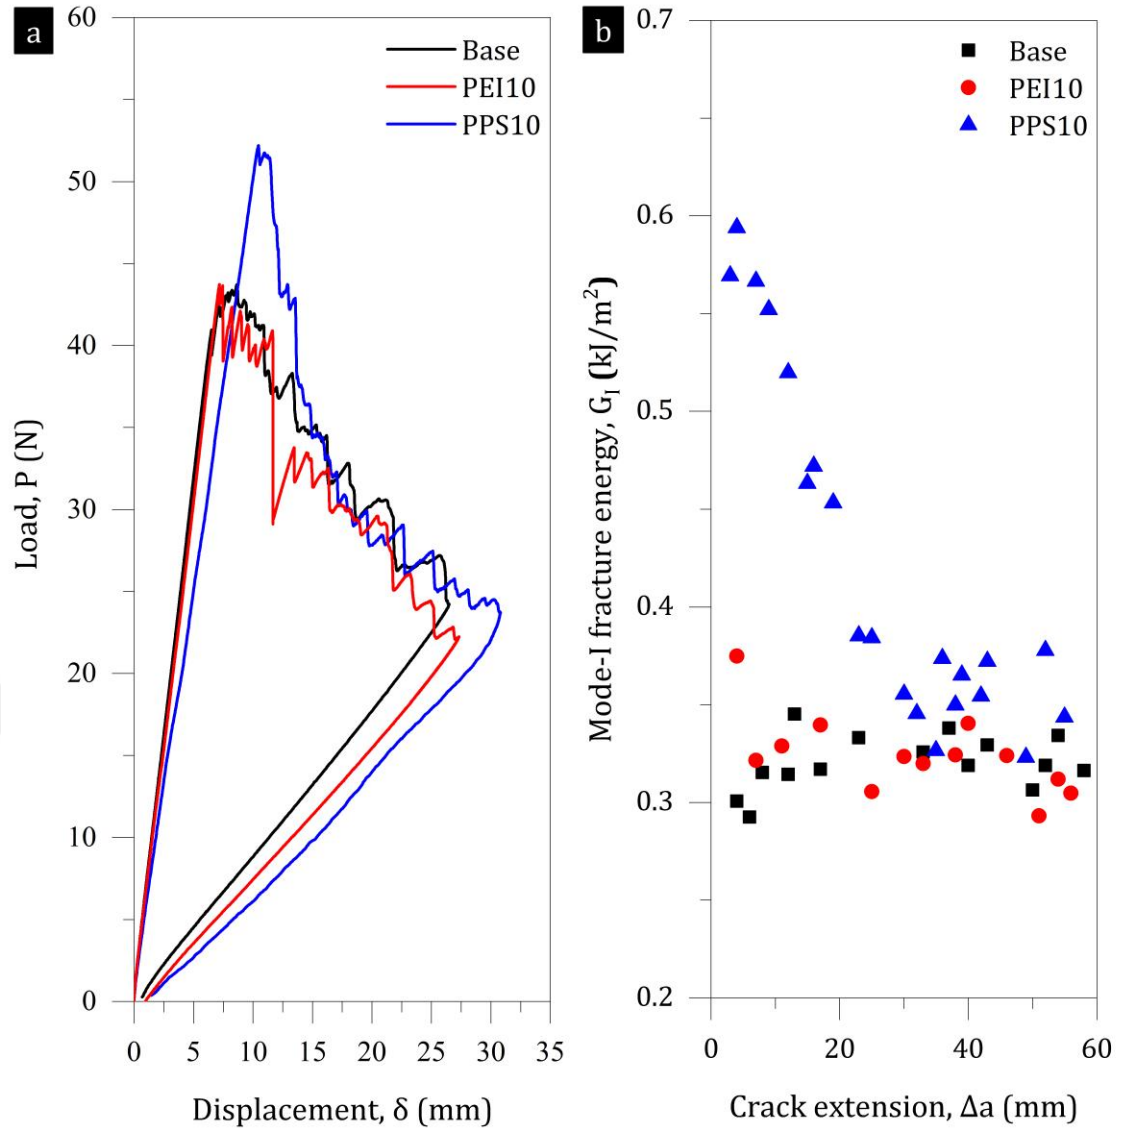 a
60
50
40
30
20
10
0
Load, P (N)
Base
PEI10
PPS10
0 5 10 15 20 25 30 35
Displacement, δ (mm)
b
0.7
0.6
0.5
0.4
0.3
0.2
Mode-I fracture energy, G_I (kJ/m²)
Base
PEI10
PPS10
0 20 40 60
Crack extension, Δa (mm)